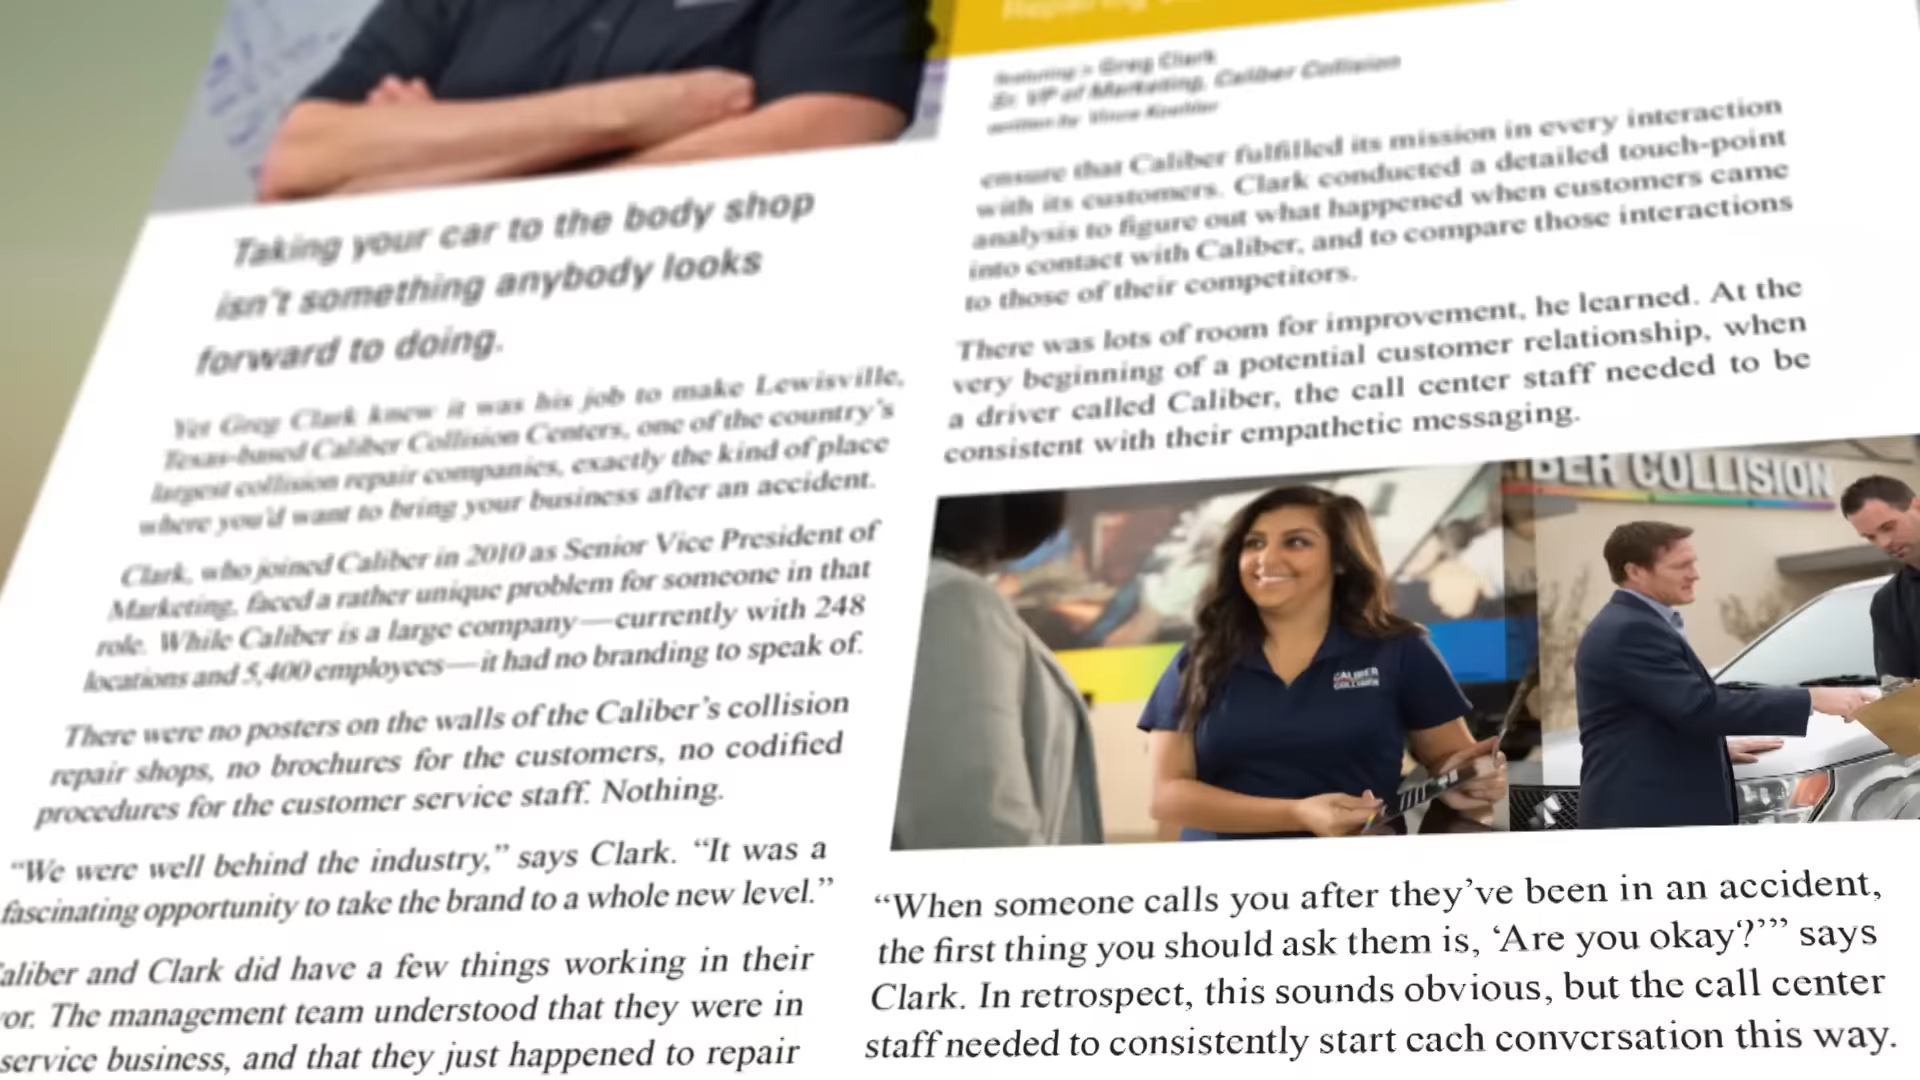 featuring > Greg Clark
Sr. VP of Marketing, Caliber Collision
written by Vince Koehler
Taking your car to the body shop
isn't something anybody looks
forward to doing.
Yet Greg Clark knew it was his job to make Lewisville,
Texas-based Caliber Collision Centers, one of the country's
largest collision repair companies, exactly the kind of place
where you'd want to bring your business after an accident.
Clark, who joined Caliber in 2010 as Senior Vice President of
Marketing, faced a rather unique problem for someone in that
role. While Caliber is a large company—currently with 248
locations and 5,400 employees—it had no branding to speak of.
There were no posters on the walls of the Caliber's collision
repair shops, no brochures for the customers, no codified
procedures for the customer service staff. Nothing.
“We were well behind the industry,” says Clark. “It was a
fascinating opportunity to take the brand to a whole new level.”
Caliber and Clark did have a few things working in their
or. The management team understood that they were in
service business, and that they just happened to repair
ensure that Caliber fulfilled its mission in every interaction
with its customers. Clark conducted a detailed touch-point
analysis to figure out what happened when customers came
into contact with Caliber, and to compare those interactions
to those of their competitors.
There was lots of room for improvement, he learned. At the
very beginning of a potential customer relationship, when
a driver called Caliber, the call center staff needed to be
consistent with their empathetic messaging.
BER COLLISION
CALIBER
COLLISION
“When someone calls you after they've been in an accident,
the first thing you should ask them is, ‘Are you okay‘?’” says
Clark. In retrospect, this sounds obvious, but the call center
staff needed to consistently start each conversation this way.